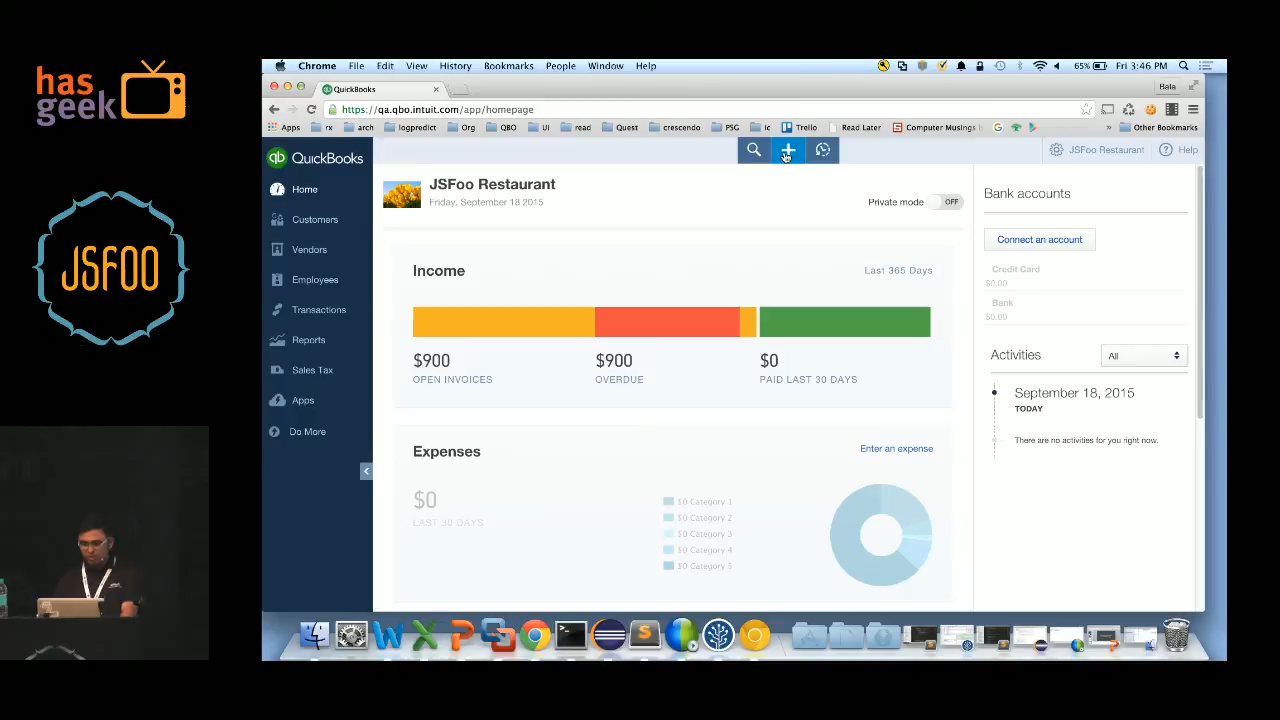 has
geek
JSFOO
Chrome File Edit View History Bookmarks People Window Help
65% Fri 3:46 PM
QuickBooks
Bala
https://qa.qbo.intuit.com/app/homepage
Apps rx arch logpredict Org QBO UI read Quest crescendo PSG ic Trello Read Later Computer Musings » Other Bookmarks
qb QuickBooks
JSFoo Restaurant ? Help
Home
Customers
Vendors
Employees
Transactions
Reports
Sales Tax
Apps
Do More
JSFoo Restaurant
Friday, September 18 2015
Private mode OFF
Income
Last 365 Days
$900
OPEN INVOICES
$900
OVERDUE
$0
PAID LAST 30 DAYS
Expenses
Enter an expense
$0
LAST 30 DAYS
$0 Category 1
$0 Category 2
$0 Category 3
$0 Category 4
$0 Category 5
Bank accounts
Connect an account
Credit Card
$0.00
Bank
$0.00
Activities
All
September 18, 2015
TODAY
There are no activities for you right now.